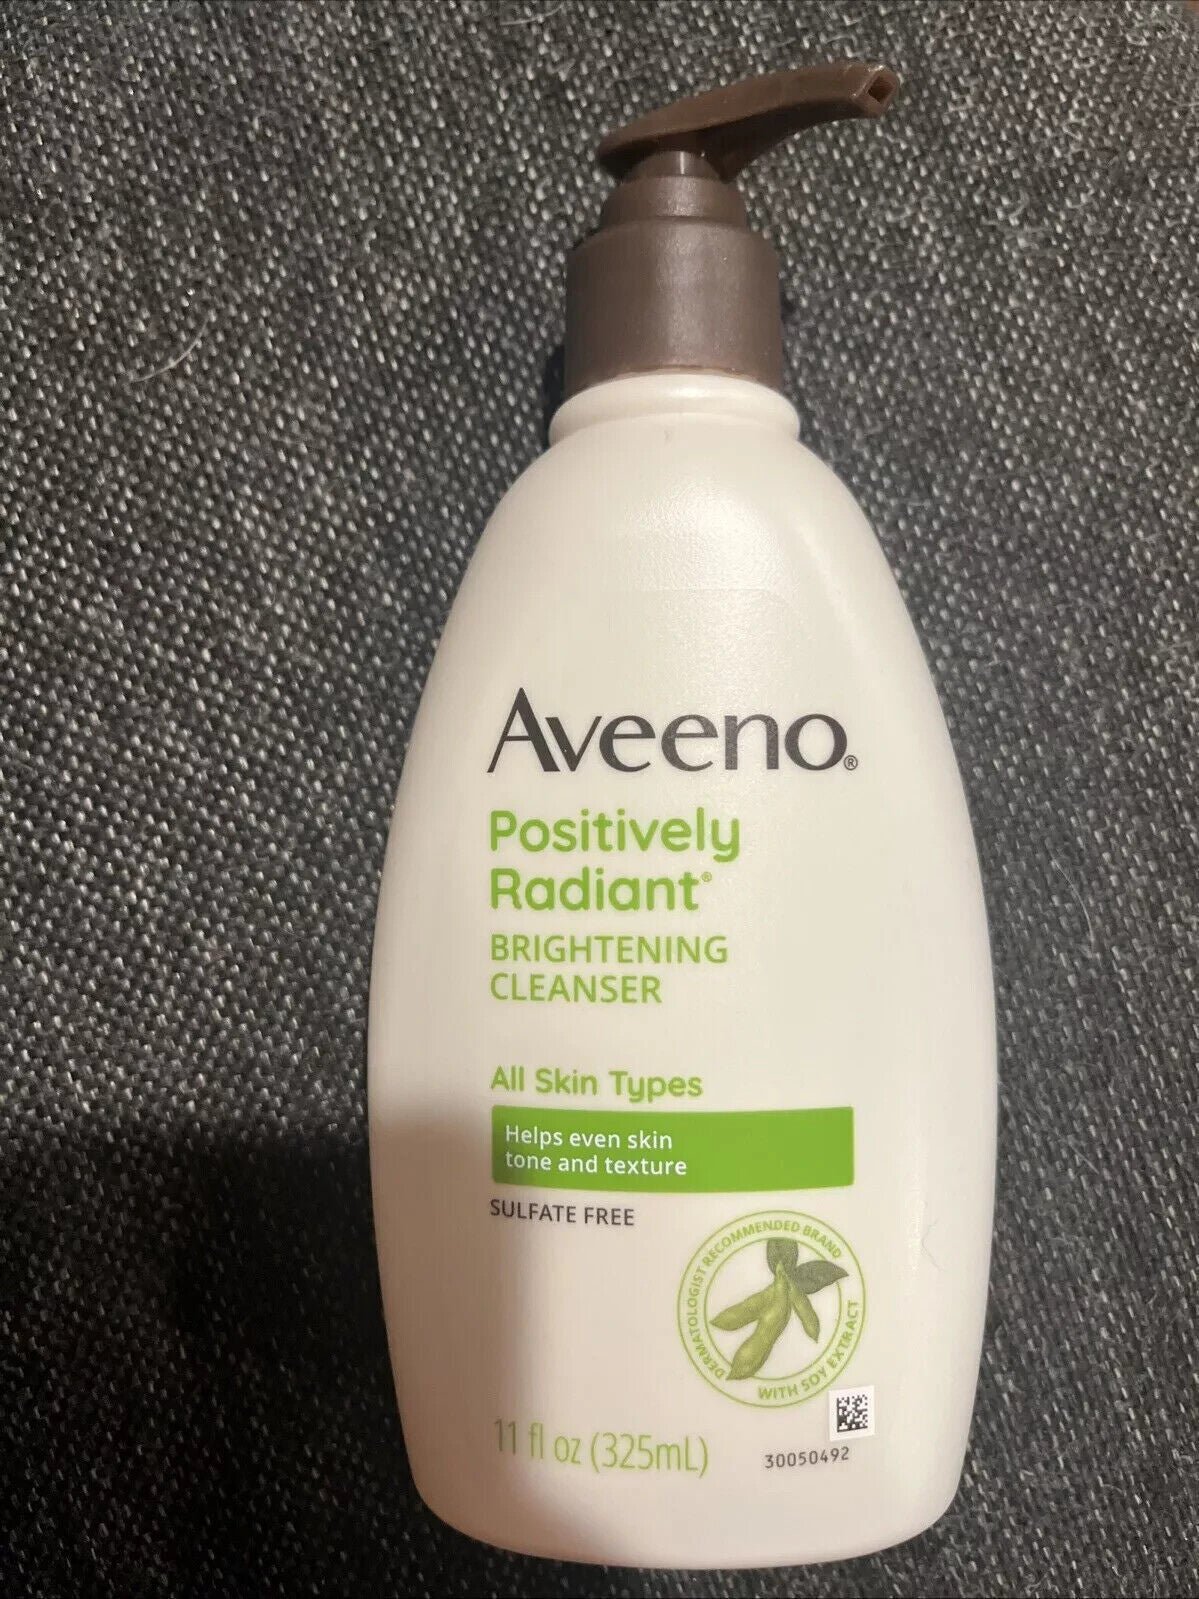 Aveeno®
Positively
Radiant®
BRIGHTENING
CLEANSER
All Skin Types
Helps even skin
tone and texture
SULFATE FREE
DERMATOLOGIST RECOMMENDED BRAND
WITH SOY EXTRACT
11 fl oz (325mL)
30050492